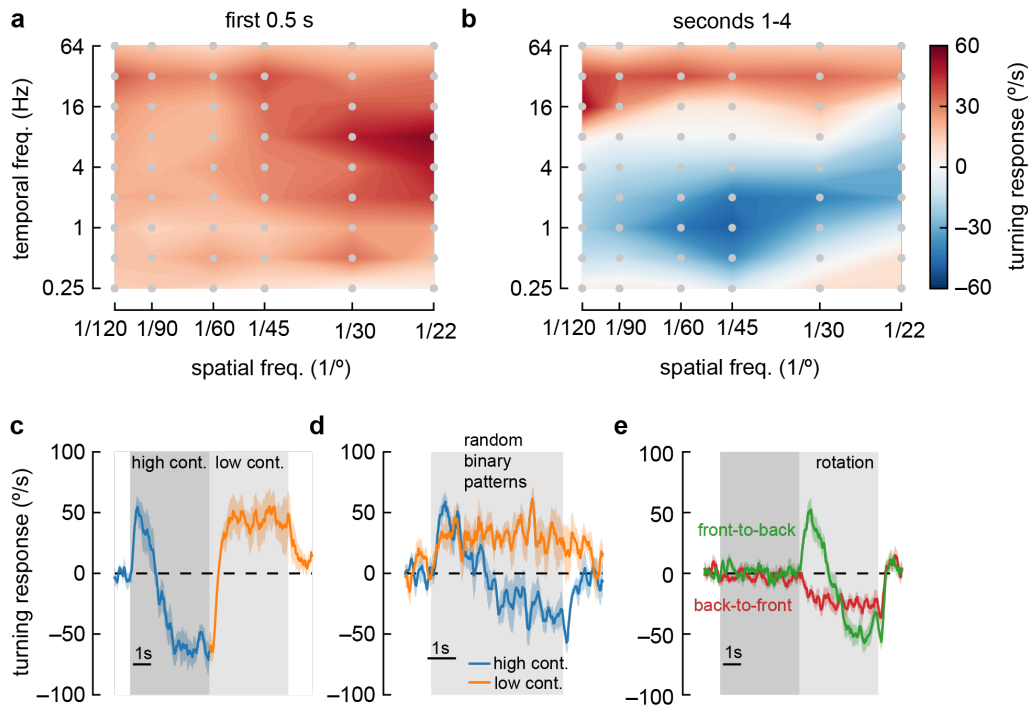 a
first 0.5 s
temporal freq. (Hz)
64
16
4
1
0.25
1/120
1/90
1/60
1/45
1/30
1/22
spatial freq. (1/º)
b
seconds 1-4
64
16
4
1
0.25
1/120
1/90
1/60
1/45
1/30
1/22
spatial freq. (1/º)
60
30
0
−30
−60
turning response (º/s)
c
turning response (º/s)
100
50
0
−50
−100
high cont.
low cont.
1s
d
100
50
0
−50
−100
random
binary
patterns
1s
high cont.
low cont.
e
100
50
0
−50
−100
rotation
front-to-back
back-to-front
1s